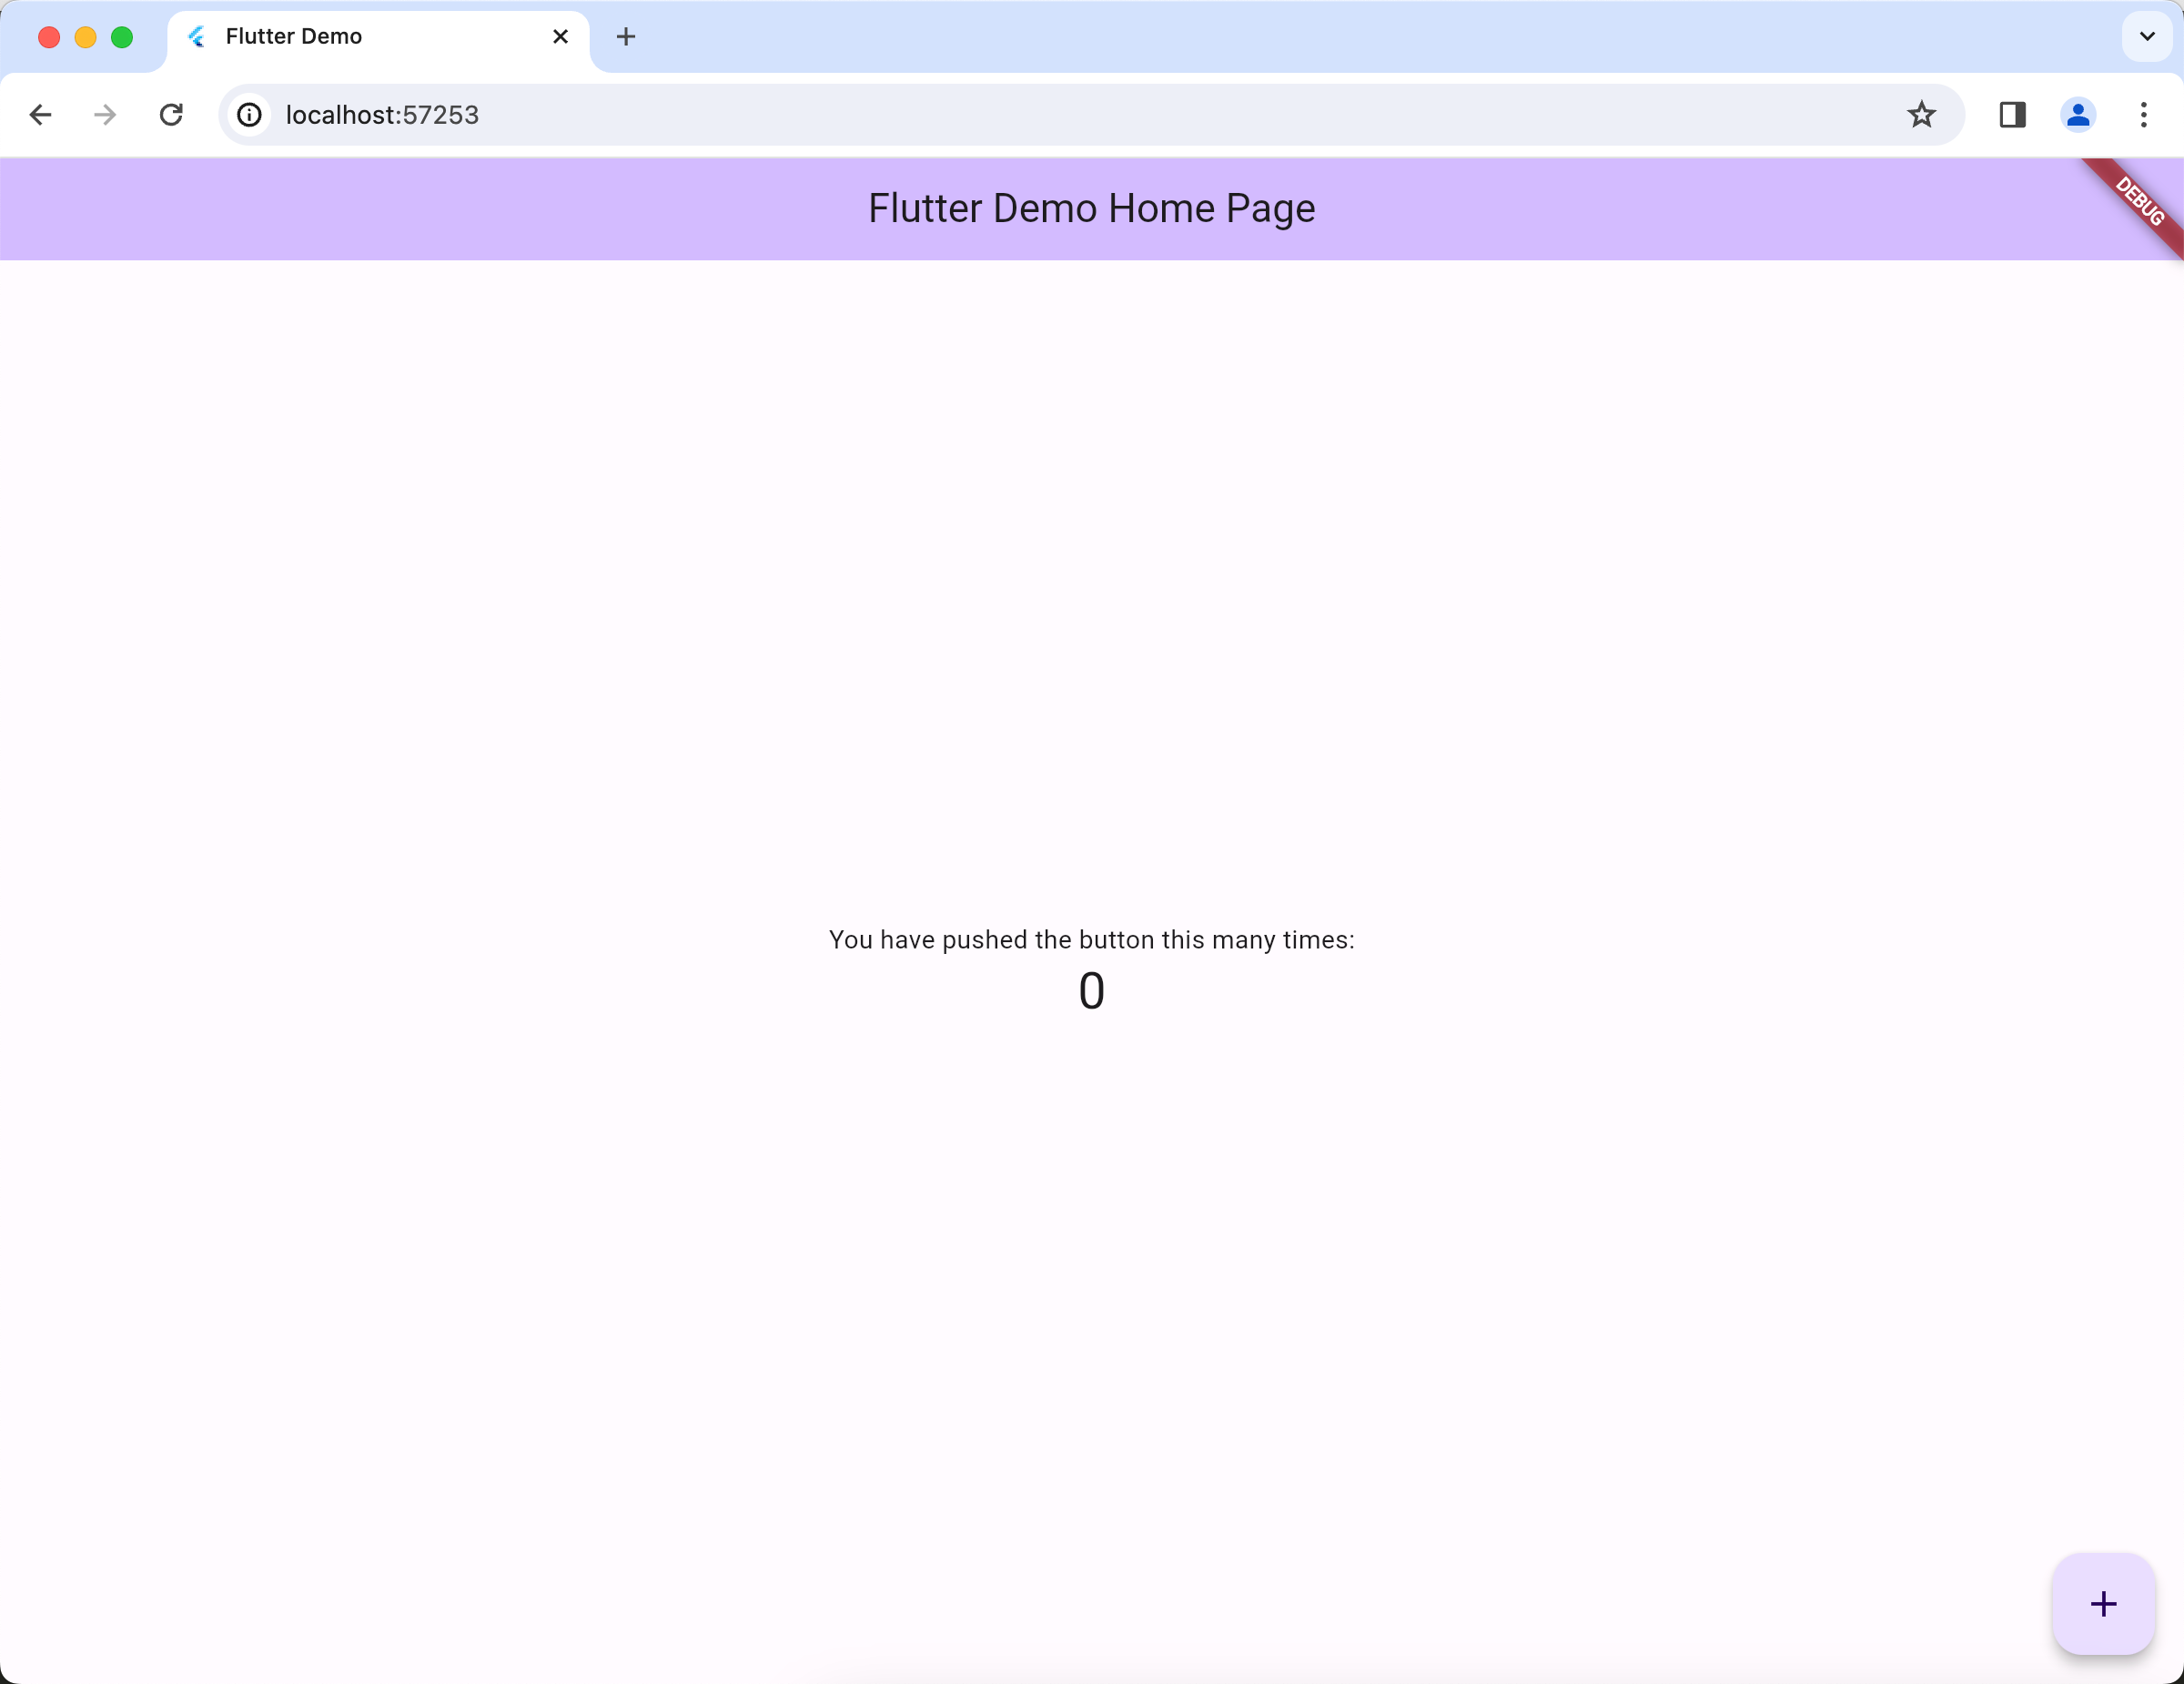 Flutter Demo
localhost:57253
Flutter Demo Home Page
DEBUG
You have pushed the button this many times:
0